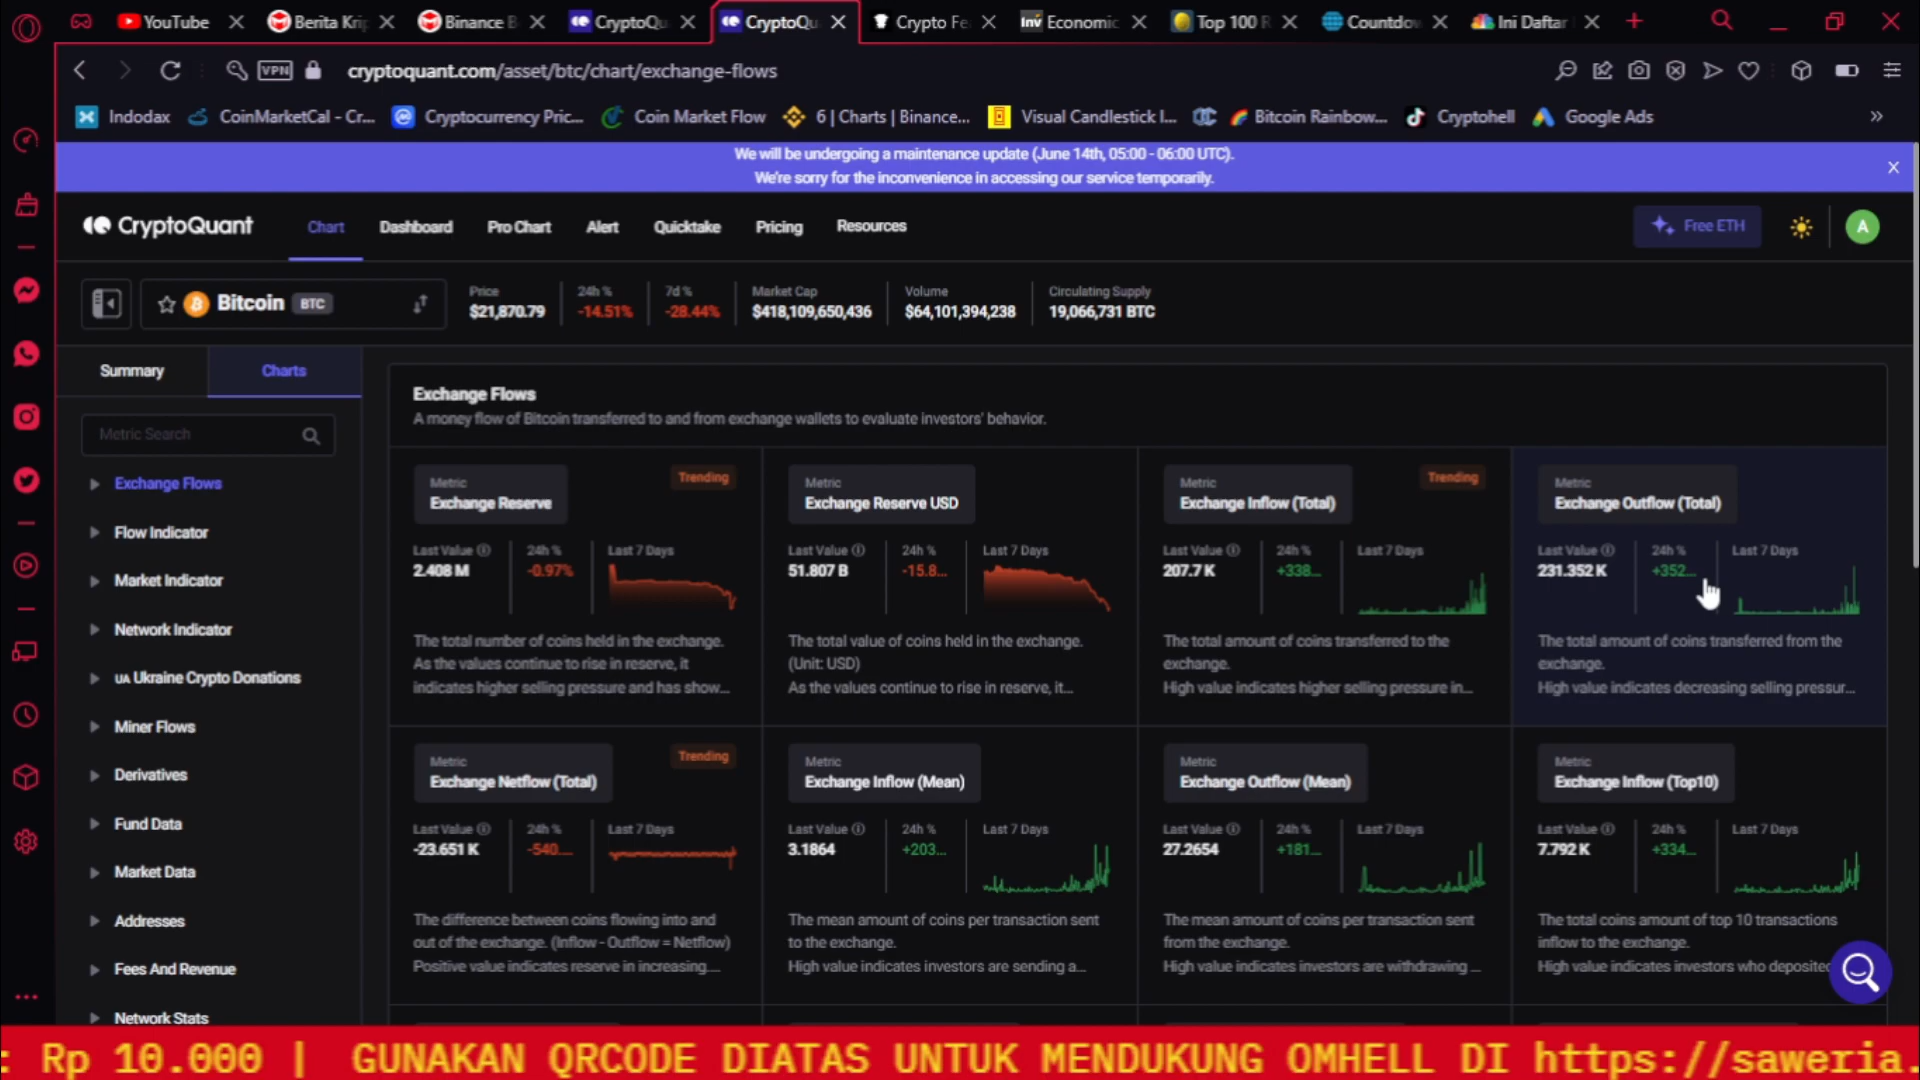 YouTube
Berita Krip
Binance B
CryptoQu
CryptoQu
Crypto Fe
Inv Economic
Top 100 R
Countdow
Ini Daftar
VPN
cryptoquant.com/asset/btc/chart/exchange-flows
Indodax
CoinMarketCal - Cr...
Cryptocurrency Pric...
Coin Market Flow
6 | Charts | Binance...
Visual Candlestick I...
Bitcoin Rainbow...
Cryptohell
Google Ads
We will be undergoing a maintenance update (June 14th, 05:00 - 06:00 UTC).
We're sorry for the inconvenience in accessing our service temporarily.
CryptoQuant
Chart
Dashboard
Pro Chart
Alert
Quicktake
Pricing
Resources
Free ETH
A
Bitcoin BTC
Price
$21,870.79
24h %
-14.51%
7d %
-28.44%
Market Cap
$418,109,650,436
Volume
$64,101,394,238
Circulating Supply
19,066,731 BTC
Summary
Charts
Metric Search
Exchange Flows
Flow Indicator
Market Indicator
Network Indicator
UA Ukraine Crypto Donations
Miner Flows
Derivatives
Fund Data
Market Data
Addresses
Fees And Revenue
Network Stats
Exchange Flows
A money flow of Bitcoin transferred to and from exchange wallets to evaluate investors' behavior.
Metric
Exchange Reserve
Trending
Last Value
2.408 M
24h %
-0.97%
Last 7 Days
The total number of coins held in the exchange.
As the values continue to rise in reserve, it
indicates higher selling pressure and has show...
Metric
Exchange Reserve USD
Last Value
51.807 B
24h %
-15.8...
Last 7 Days
The total value of coins held in the exchange.
(Unit: USD)
As the values continue to rise in reserve, it...
Metric
Exchange Inflow (Total)
Trending
Last Value
207.7 K
24h %
+338...
Last 7 Days
The total amount of coins transferred to the
exchange.
High value indicates higher selling pressure in...
Metric
Exchange Outflow (Total)
Last Value
231.352 K
24h %
+352...
Last 7 Days
The total amount of coins transferred from the
exchange.
High value indicates decreasing selling pressur...
Metric
Exchange Netflow (Total)
Trending
Last Value
-23.651 K
24h %
-540....
Last 7 Days
The difference between coins flowing into and
out of the exchange. (Inflow - Outflow = Netflow)
Positive value indicates reserve in increasing....
Metric
Exchange Inflow (Mean)
Last Value
3.1864
24h %
+203...
Last 7 Days
The mean amount of coins per transaction sent
to the exchange.
High value indicates investors are sending a...
Metric
Exchange Outflow (Mean)
Last Value
27.2654
24h %
+181...
Last 7 Days
The mean amount of coins per transaction sent
from the exchange.
High value indicates investors are withdrawing ...
Metric
Exchange Inflow (Top10)
Last Value
7.792 K
24h %
+334...
Last 7 Days
The total coins amount of top 10 transactions
inflow to the exchange.
High value indicates investors who deposited
: Rp 10.000 | GUNAKAN QRCODE DIATAS UNTUK MENDUKUNG OMHELL DI https://saweria.